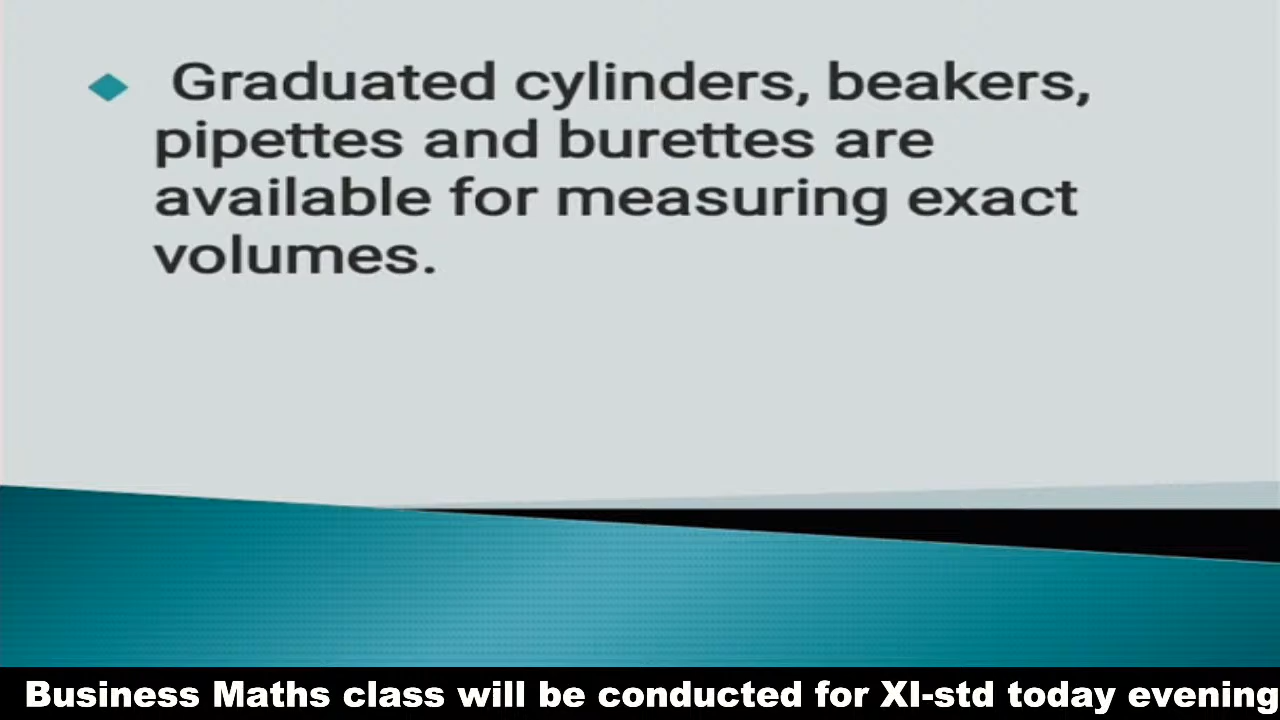 Graduated cylinders, beakers,
pipettes and burettes are
available for measuring exact
volumes.
Business Maths class will be conducted for XI-std today evening